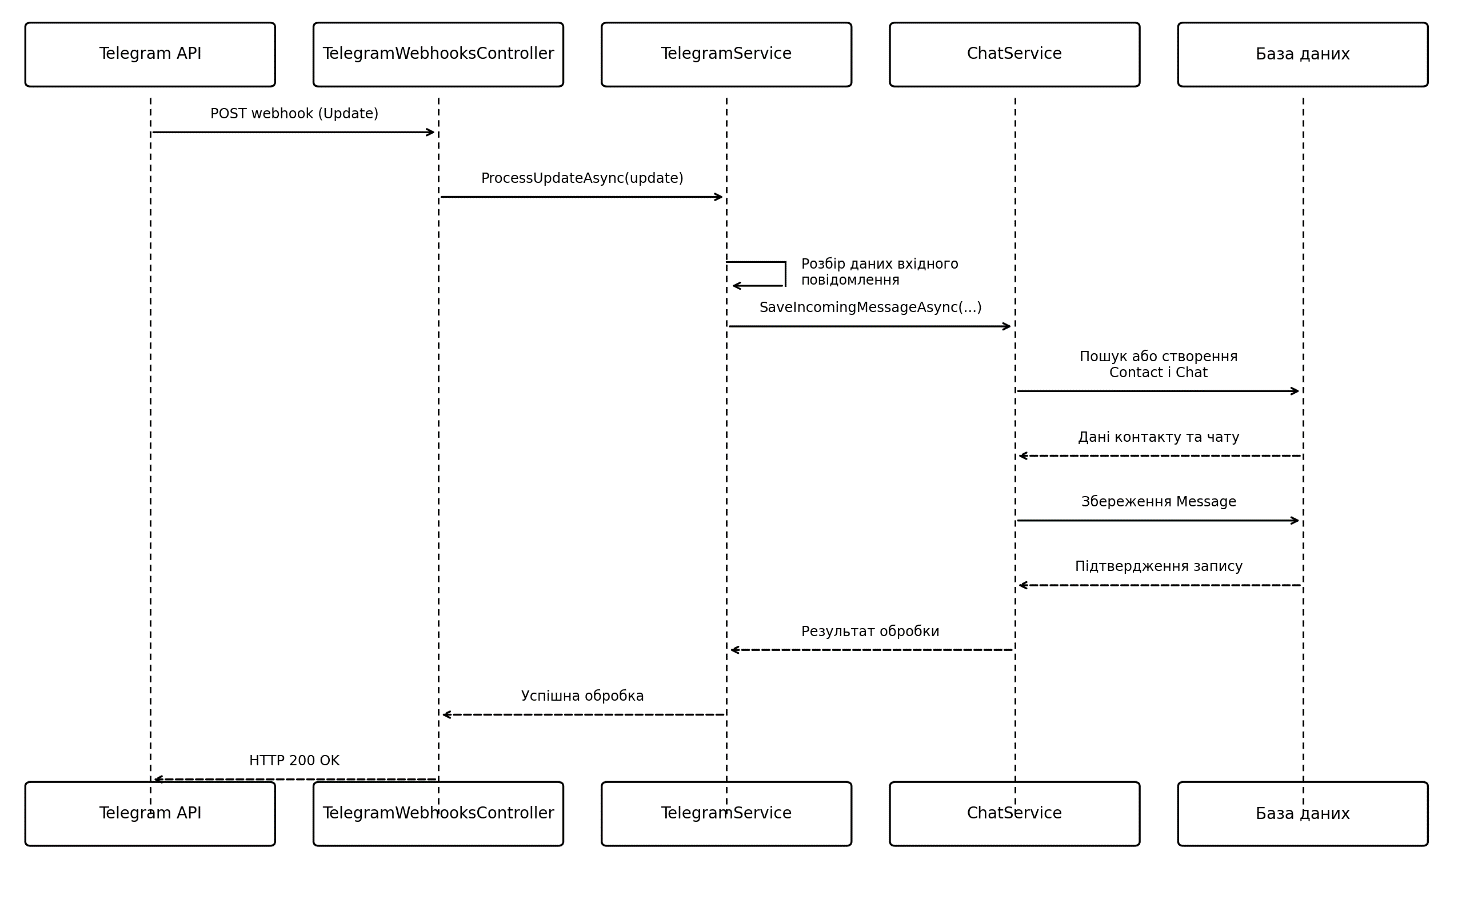 Telegram API
TelegramWebhooksController
TelegramService
ChatService
База даних
POST webhook (Update)
ProcessUpdateAsync(update)
Розбір даних вхідного
повідомлення
SaveIncomingMessageAsync(...)
Пошук або створення
Contact і Chat
Дані контакту та чату
Збереження Message
Підтвердження запису
Результат обробки
Успішна обробка
HTTP 200 OK
Telegram API
TelegramWebhooksController
TelegramService
ChatService
База даних